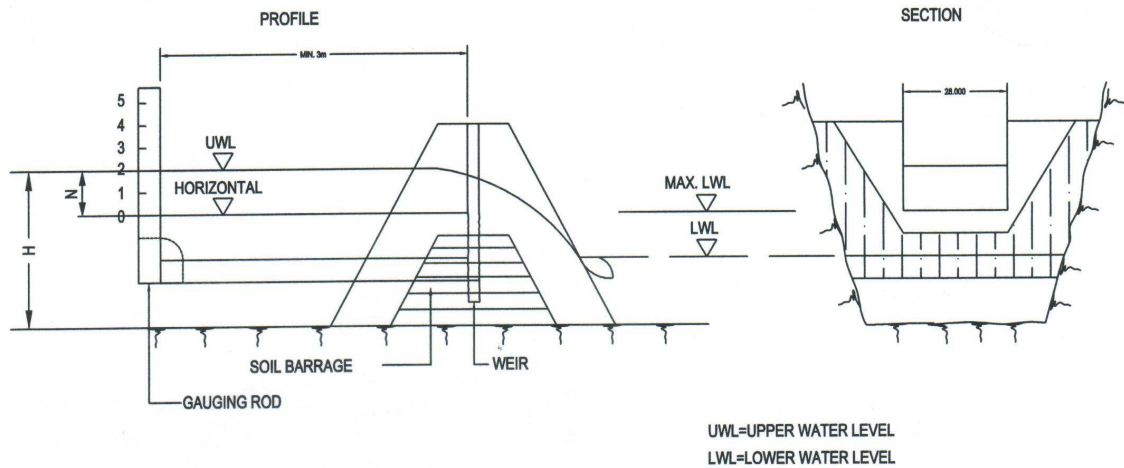 PROFILE
SECTION
MIN. 3m
28.000
5
4
3
2
1
0
UWL
HORIZONTAL
N
H
MAX. LWL
LWL
SOIL BARRAGE
WEIR
GAUGING ROD
UWL=UPPER WATER LEVEL
LWL=LOWER WATER LEVEL